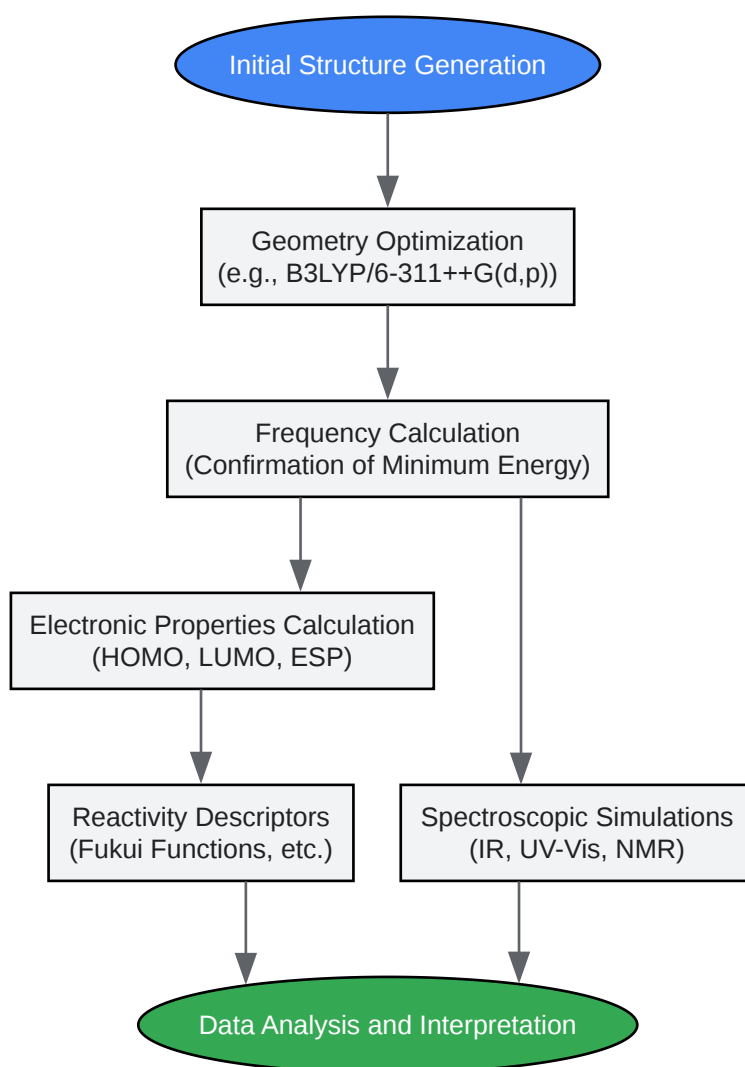 Initial Structure Generation
Geometry Optimization
(e.g., B3LYP/6-311++G(d,p))
Frequency Calculation
(Confirmation of Minimum Energy)
Electronic Properties Calculation
(HOMO, LUMO, ESP)
Reactivity Descriptors
(Fukui Functions, etc.)
Spectroscopic Simulations
(IR, UV-Vis, NMR)
Data Analysis and Interpretation